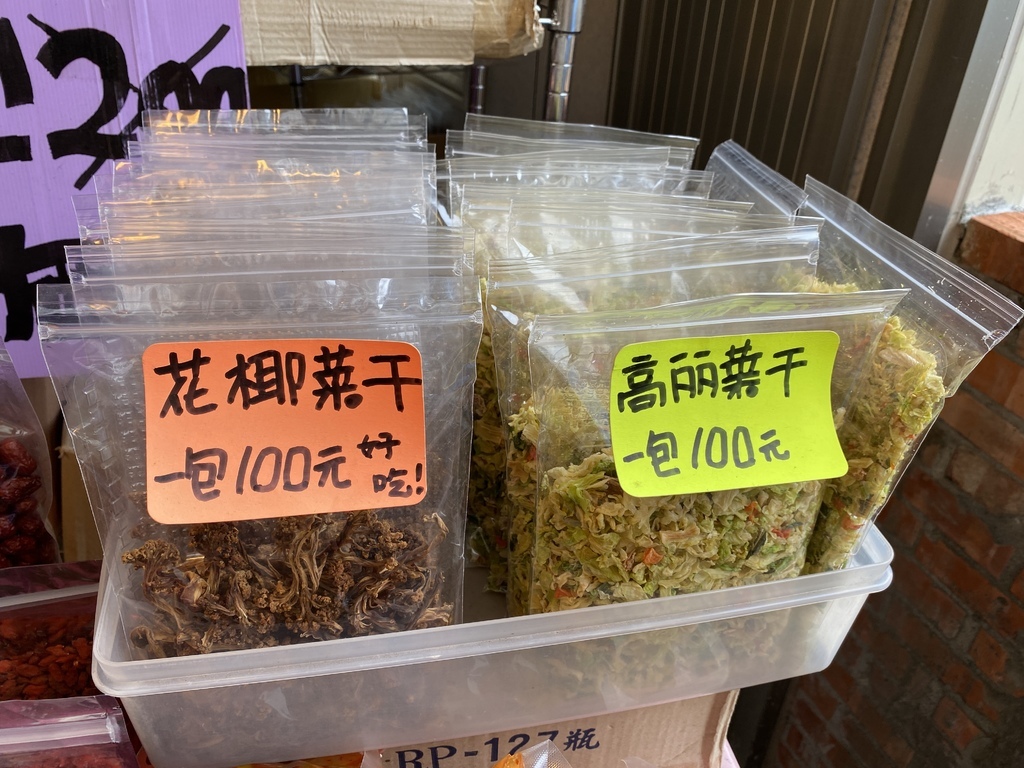 花椰菜干
一包100元
好吃!
高丽菜干
一包100元
RP-127瓶